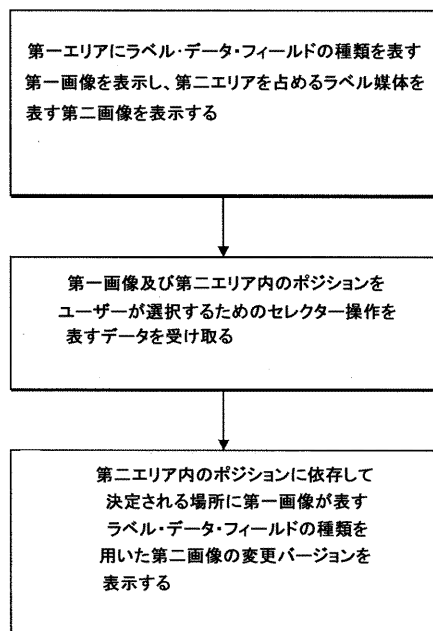 第一エリアにラベル・データ・フィールドの種類を表す
第一画像を表示し、第二エリアを占めるラベル媒体を
表す第二画像を表示する
第一画像及び第二エリア内のポジションを
ユーザーが選択するためのセレクター操作を
表すデータを受け取る
第二エリア内のポジションに依存して
決定される場所に第一画像が表す
ラベル・データ・フィールドの種類を
用いた第二画像の変更バージョンを
表示する